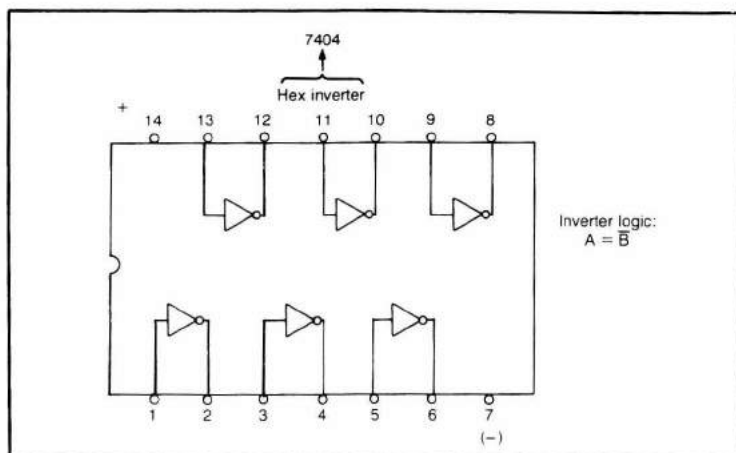 7404
Hex inverter
+
14 13 12 11 10 9 8
Inverter logic:
A = B̅
1 2 3 4 5 6 7
(−)